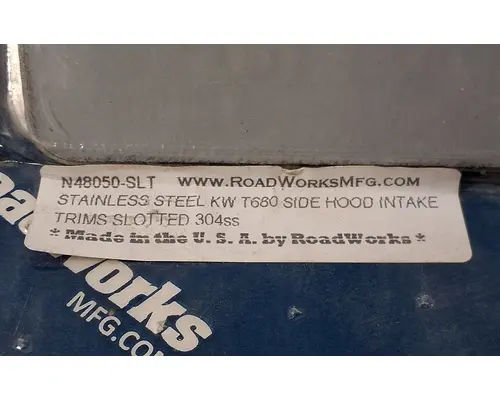 N48050-SLT WWW.ROADWORKSMFG.COM
STAINLESS STEEL KW T680 SIDE HOOD INTAKE
TRIMS SLOTTED 304ss
* Made in the U. S. A. by RoadWorks *
Works
MFG.CO